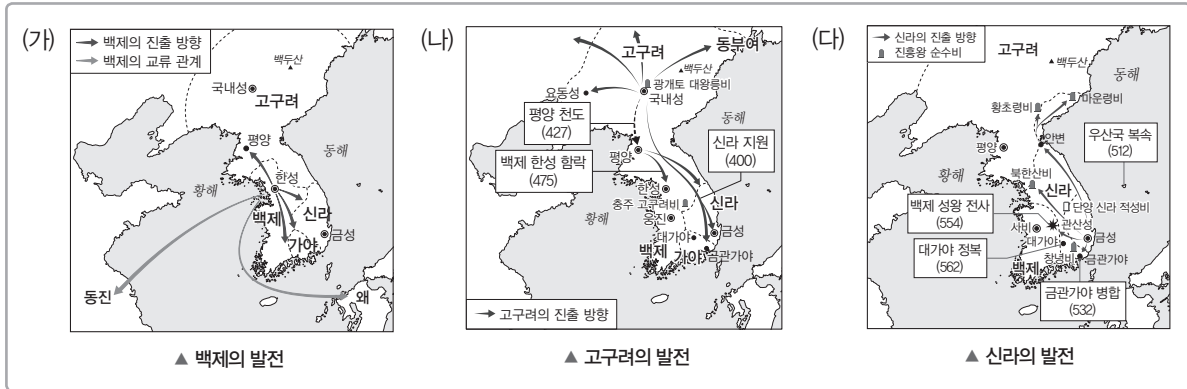 (가)
백제의 진출 방향
백제의 교류 관계
백두산
국내성
고구려
평양
동해
한성
황해
신라
백제
가야
금성
동진
왜
▲ 백제의 발전
(나)
고구려
동부여
백두산
광개토 대왕릉비
요동성
국내성
평양 천도
(427)
동해
신라 지원
(400)
평양
백제 한성 함락
(475)
한성
충주 고구려비
신라
황해
웅진
대가야
금성
백제
가야
금관가야
고구려의 진출 방향
▲ 고구려의 발전
(다)
신라의 진출 방향
진흥왕 순수비
고구려
백두산
마운령비
황초령비
동해
안변
평양
우산국 복속
(512)
북한산비
황해
신라
단양 신라 적성비
백제 성왕 전사
(554)
관산성
사비
금성
대가야
대가야 정복
(562)
창녕비
금관가야
백제
금관가야 병합
(532)
▲ 신라의 발전